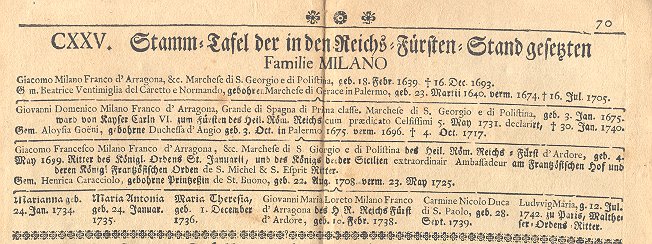 70
CXXV. Stamm-Tafel der in den Reichs-Fürsten-Stand gesetzten
Familie MILANO
Giacomo Milano Franco d'Arragona, &c. Marchese di S. Georgio e di Polistina, geb. 18. Febr. 1639. † 16. Dec. 1693.
Gem. Beatrice Ventimiglia del Caretto e Normando, gebohrne Marchesi di Gerace in Palermo, geb. 23. Martii 1640. verm. 1674. † 16. Jul. 1705.
Giovanni Domenico Milano Franco d'Arragona, Grande di Spagna di Prima classe. Marchese di S. Georgio e di Polistina, geb. 3. Jan. 1675.
ward von Kayser Carln VI. zum Fürsten des Heil. Röm. Reichs cum prædicato Celsissimi 5. May 1731. declarirt, † 30. Jan. 1740.
Gem. Aloysia Goëni, gebohrne Duchessa d'Angio geb. 3. Oct. in Palermo 1675. verm. 1696. † 4. Oct. 1717.
Giacomo Francesco Milano Franco d'Arragona, &c. Marchese di S. Giorgio e di Polistina des Heil. Röm. Reichs-Fürst d'Ardore, geb. 4.
May 1699. Ritter des Königl. Ordens St. Januarii, und des Königs beyder Sicilien extraordinair Ambassadeur am Französischen Hof und
deren Königl. Frantzösischen Orden de S. Michel & S. Esprit Ritter.
Gem. Henrica Caracciolo, gebohrne Printzeßin de St. Buono, geb. 22. Aug. 1708 verm. 23. May 1725.
Marianna geb. 24. Jan. 1734.
Maria Antonia geb. 24. Januar. 1735.
Maria Theresia, geb. 1. December 1736.
Giovanni Maria Loreto Milano Franco d'Arragona des H R. Reichs Fürst d'Ardore, geb. 10. Febr. 1738.
Carmine Nicolo Duca di S. Paolo, geb. 28. Sept. 1739.
Ludwig Maria, g. 12. Jul. 1742. zu Paris, Maltheser-Ordens-Ritter.